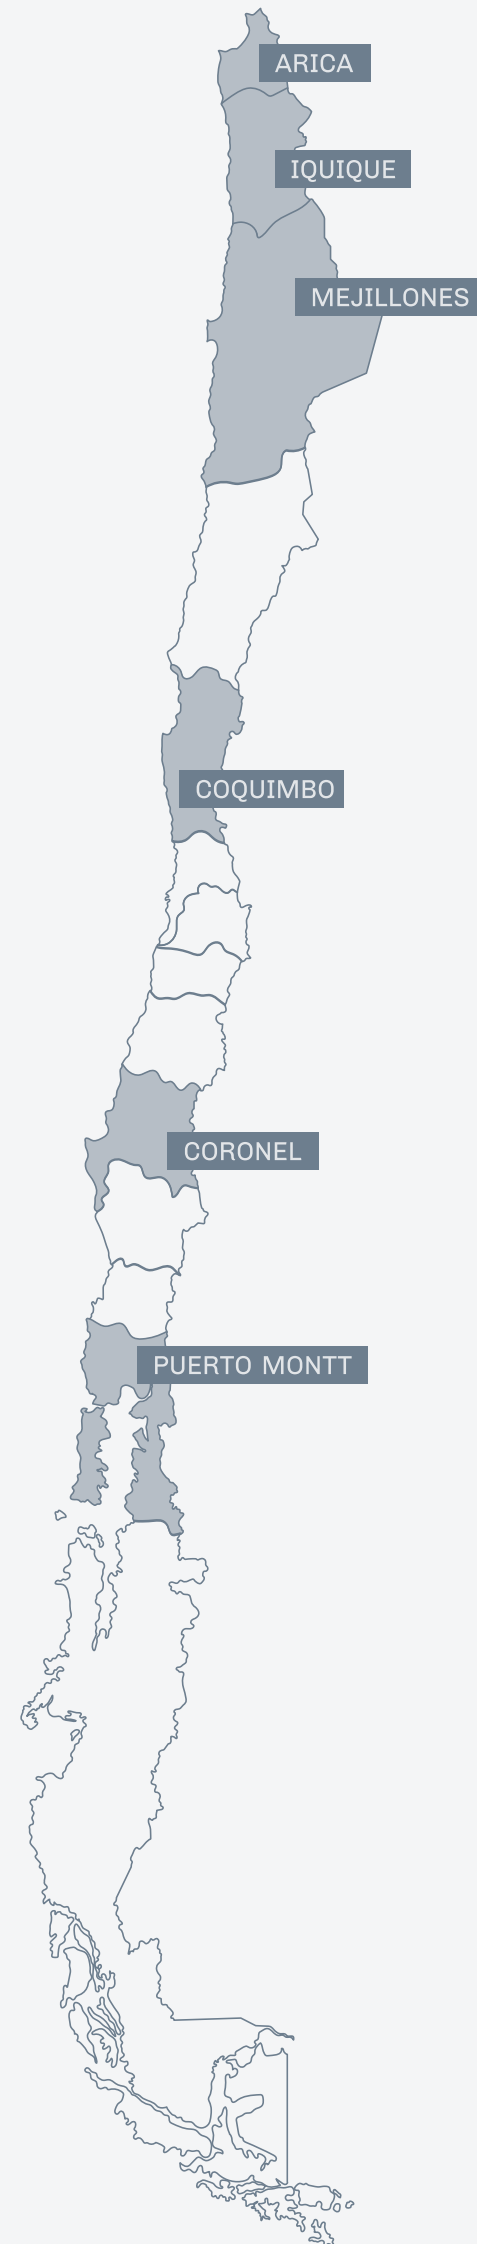 ARICA
IQUIQUE
MEJILLONES
COQUIMBO
CORONEL
PUERTO MONTT